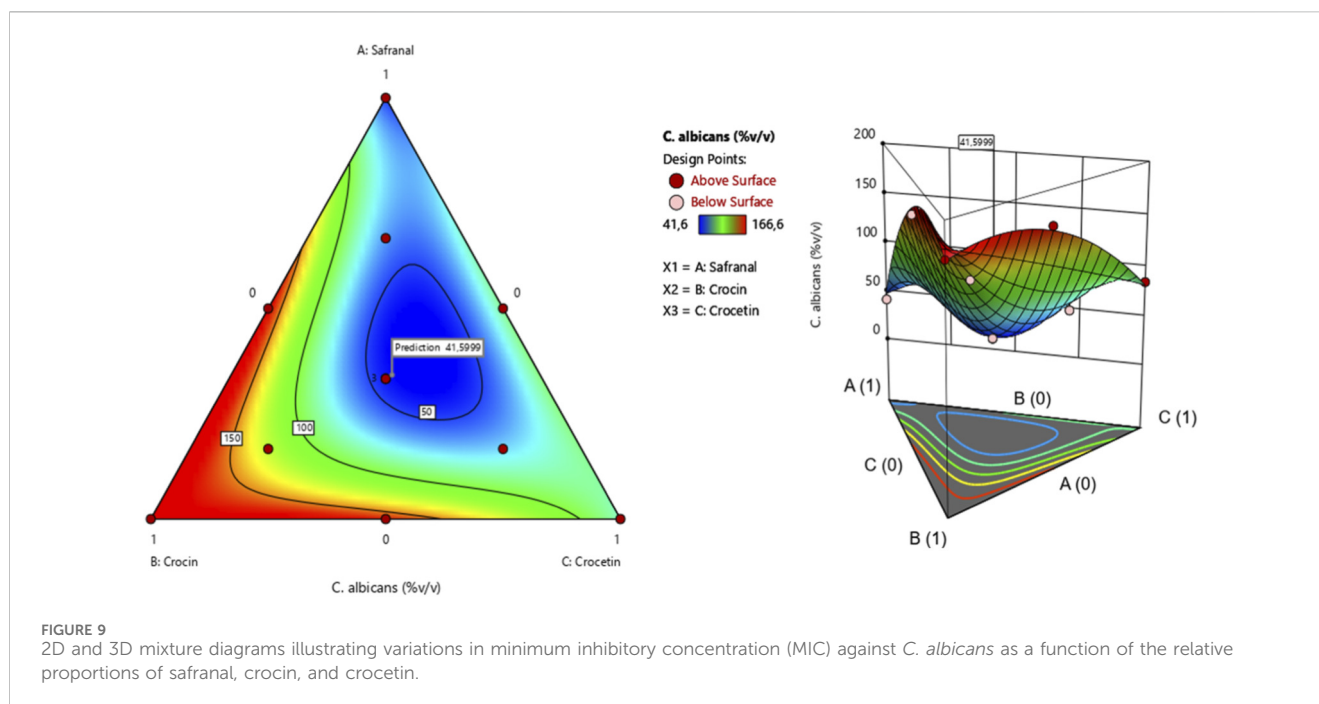 A: Safranal
1
0
0
Prediction 41,5999
3
50
100
150
1
0
1
B: Crocin
C: Crocetin
C. albicans (%v/v)
C. albicans (%v/v)
Design Points:
Above Surface
Below Surface
41,6 166,6
X1 = A: Safranal
X2 = B: Crocin
X3 = C: Crocetin
41,5999
200
150
100
50
0
C. albicans (%v/v)
A (1)
B (0)
C (1)
C (0)
A (0)
B (1)
FIGURE 9
2D and 3D mixture diagrams illustrating variations in minimum inhibitory concentration (MIC) against C. albicans as a function of the relative
proportions of safranal, crocin, and crocetin.